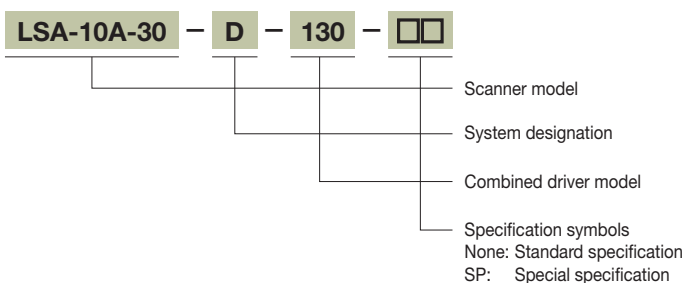 LSA-10A-30 – D – 130 – □□
Scanner model
System designation
Combined driver model
Specification symbols
None: Standard specification
SP: Special specification